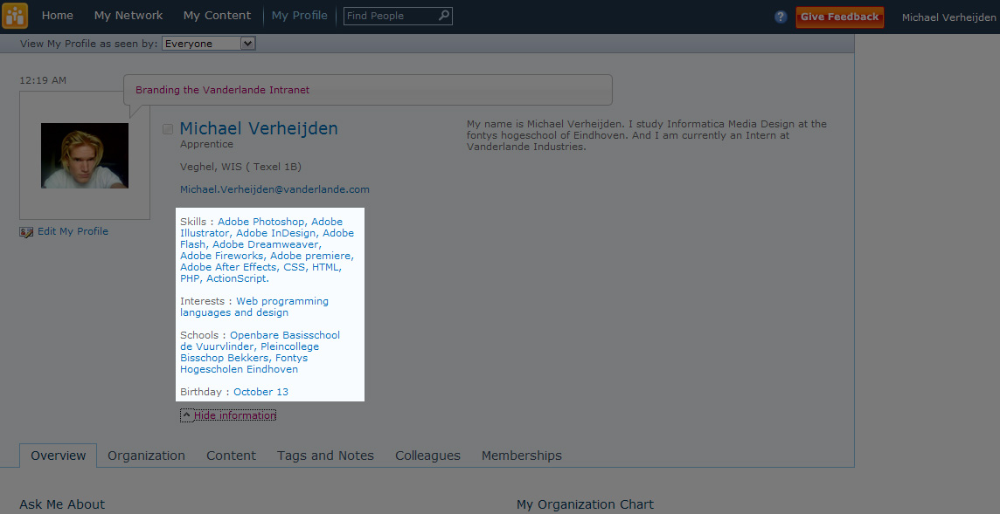 Home My Network My Content My Profile Find People ? Give Feedback Michael Verheijden
View My Profile as seen by: Everyone
12:19 AM
Branding the Vanderlande Intranet
Michael Verheijden
Apprentice
Veghel, WIS ( Texel 1B)
Michael.Verheijden@vanderlande.com
My name is Michael Verheijden. I study Informatica Media Design at the
fontys hogeschool of Eindhoven. And I am currently an Intern at
Vanderlande Industries.
Edit My Profile
Skills : Adobe Photoshop, Adobe
Illustrator, Adobe InDesign, Adobe
Flash, Adobe Dreamweaver,
Adobe Fireworks, Adobe premiere,
Adobe After Effects, CSS, HTML,
PHP, ActionScript.
Interests : Web programming
languages and design
Schools : Openbare Basisschool
de Vuurvlinder, Pleincollege
Bisschop Bekkers, Fontys
Hogescholen Eindhoven
Birthday : October 13
Hide information
Overview Organization Content Tags and Notes Colleagues Memberships
Ask Me About My Organization Chart